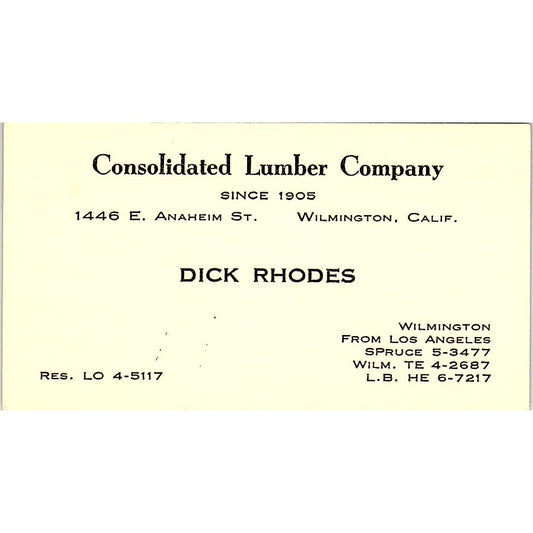 Consolidated Lumber Company
SINCE 1905
1446 E. ANAHEIM ST. WILMINGTON, CALIF.
DICK RHODES
WILMINGTON
FROM LOS ANGELES
SPRUCE 5-3477
WILM. TE 4-2687
RES. LO 4-5117 L.B. HE 6-7217